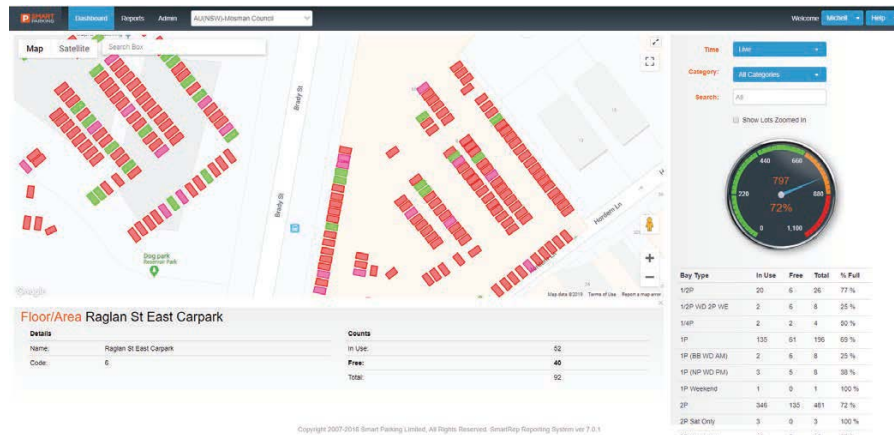 SMART PARKING Dashboard Reports Admin AU(NSW)-Mosman Council Welcome Mitchell Help
Map Satellite Search Box
Brady St
Brady St
Hordern Ln
Dog park
Reservoir Park
Google
Map data ©2018 Terms of Use Report a map error
Time Live
Category: All Categories
Search: All
Show Lots Zoomed In
440 660
797
220 880
72%
0 1,100
Bay Type In Use Free Total % Full
1/2P 20 6 26 77 %
1/2P WD 2P WE 2 6 8 25 %
1/4P 2 2 4 50 %
1P 135 61 196 69 %
1P (BB WD AM) 2 6 8 25 %
1P (NP WD PM) 3 5 8 38 %
1P Weekend 1 0 1 100 %
2P 346 135 481 72 %
2P Sat Only 3 0 3 100 %
Floor/Area Raglan St East Carpark
Details
Name: Raglan St East Carpark
Code: 6
Counts
In Use: 52
Free: 40
Total: 92
Copyright 2007-2018 Smart Parking Limited, All Rights Reserved. SmartRep Reporting System ver 7.0.1